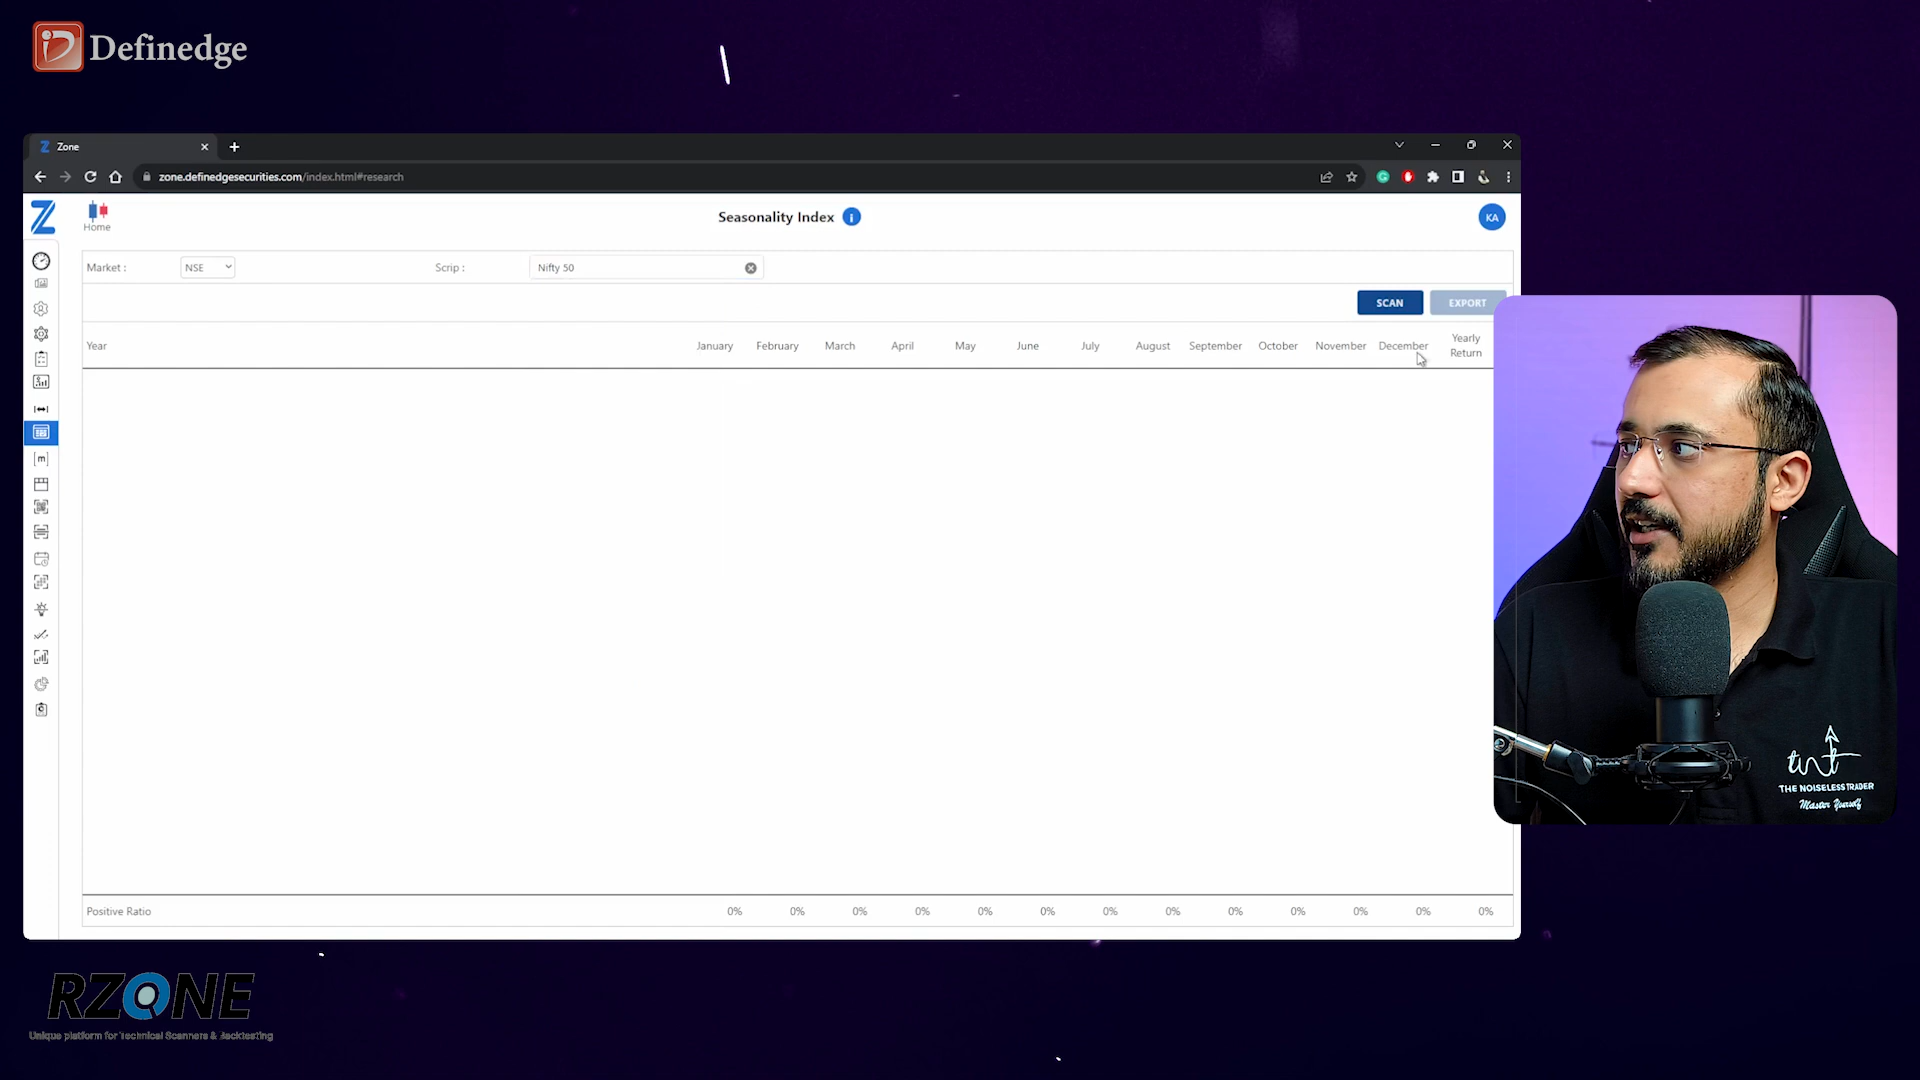 Definedge
Zone
zone.definedgesecurities.com/index.html#research
Home
Seasonality Index
KA
Market :
NSE
Scrip :
Nifty 50
SCAN
EXPORT
Year
January
February
March
April
May
June
July
August
September
October
November
December
Yearly
Return
Positive Ratio
0%
0%
0%
0%
0%
0%
0%
0%
0%
0%
0%
0%
0%
tnt
THE NOISELESS TRADER
Master Yourself
RZONE
Unique platform for Technical Scanners & Backtesting